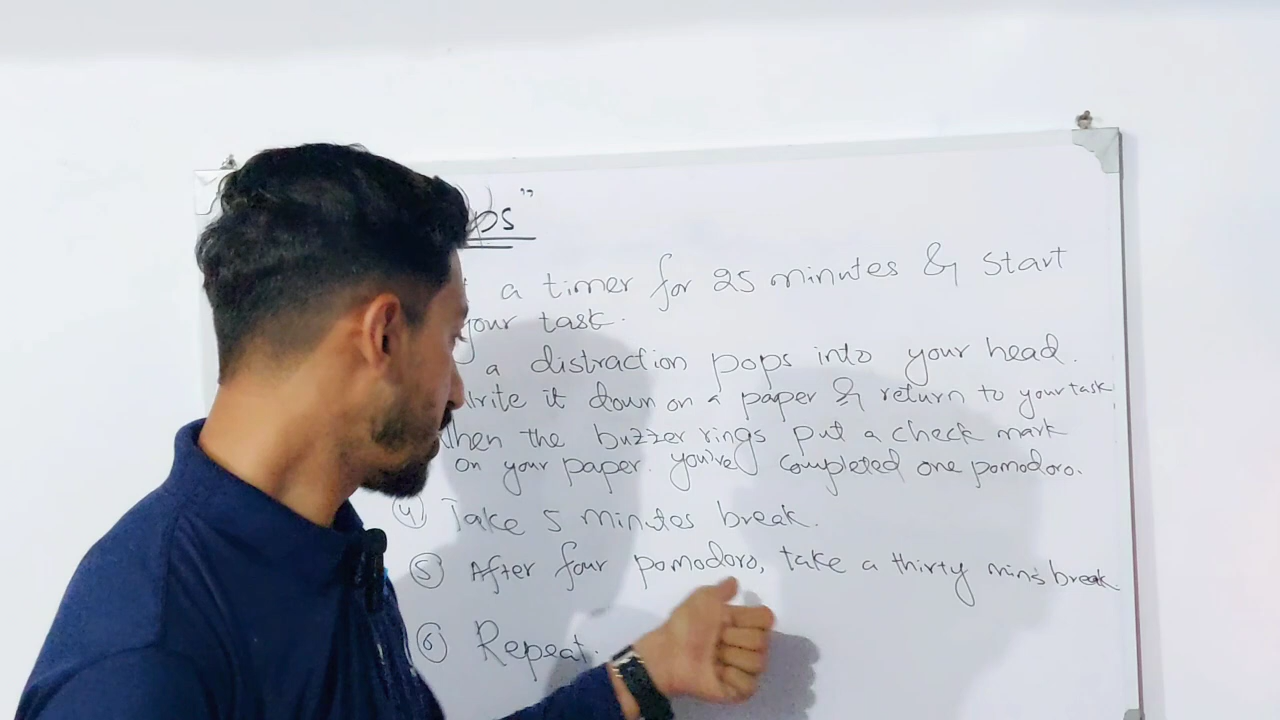 a timer for 25 minutes & start
your task.
a distraction pops into your head.
write it down on a paper & return to your task
then the buzzer rings put a check mark
on your paper. you've completed one pomodoro.
④ Take 5 minutes break.
⑤ After four pomodoro, take a thirty mins break
⑥ Repeat.